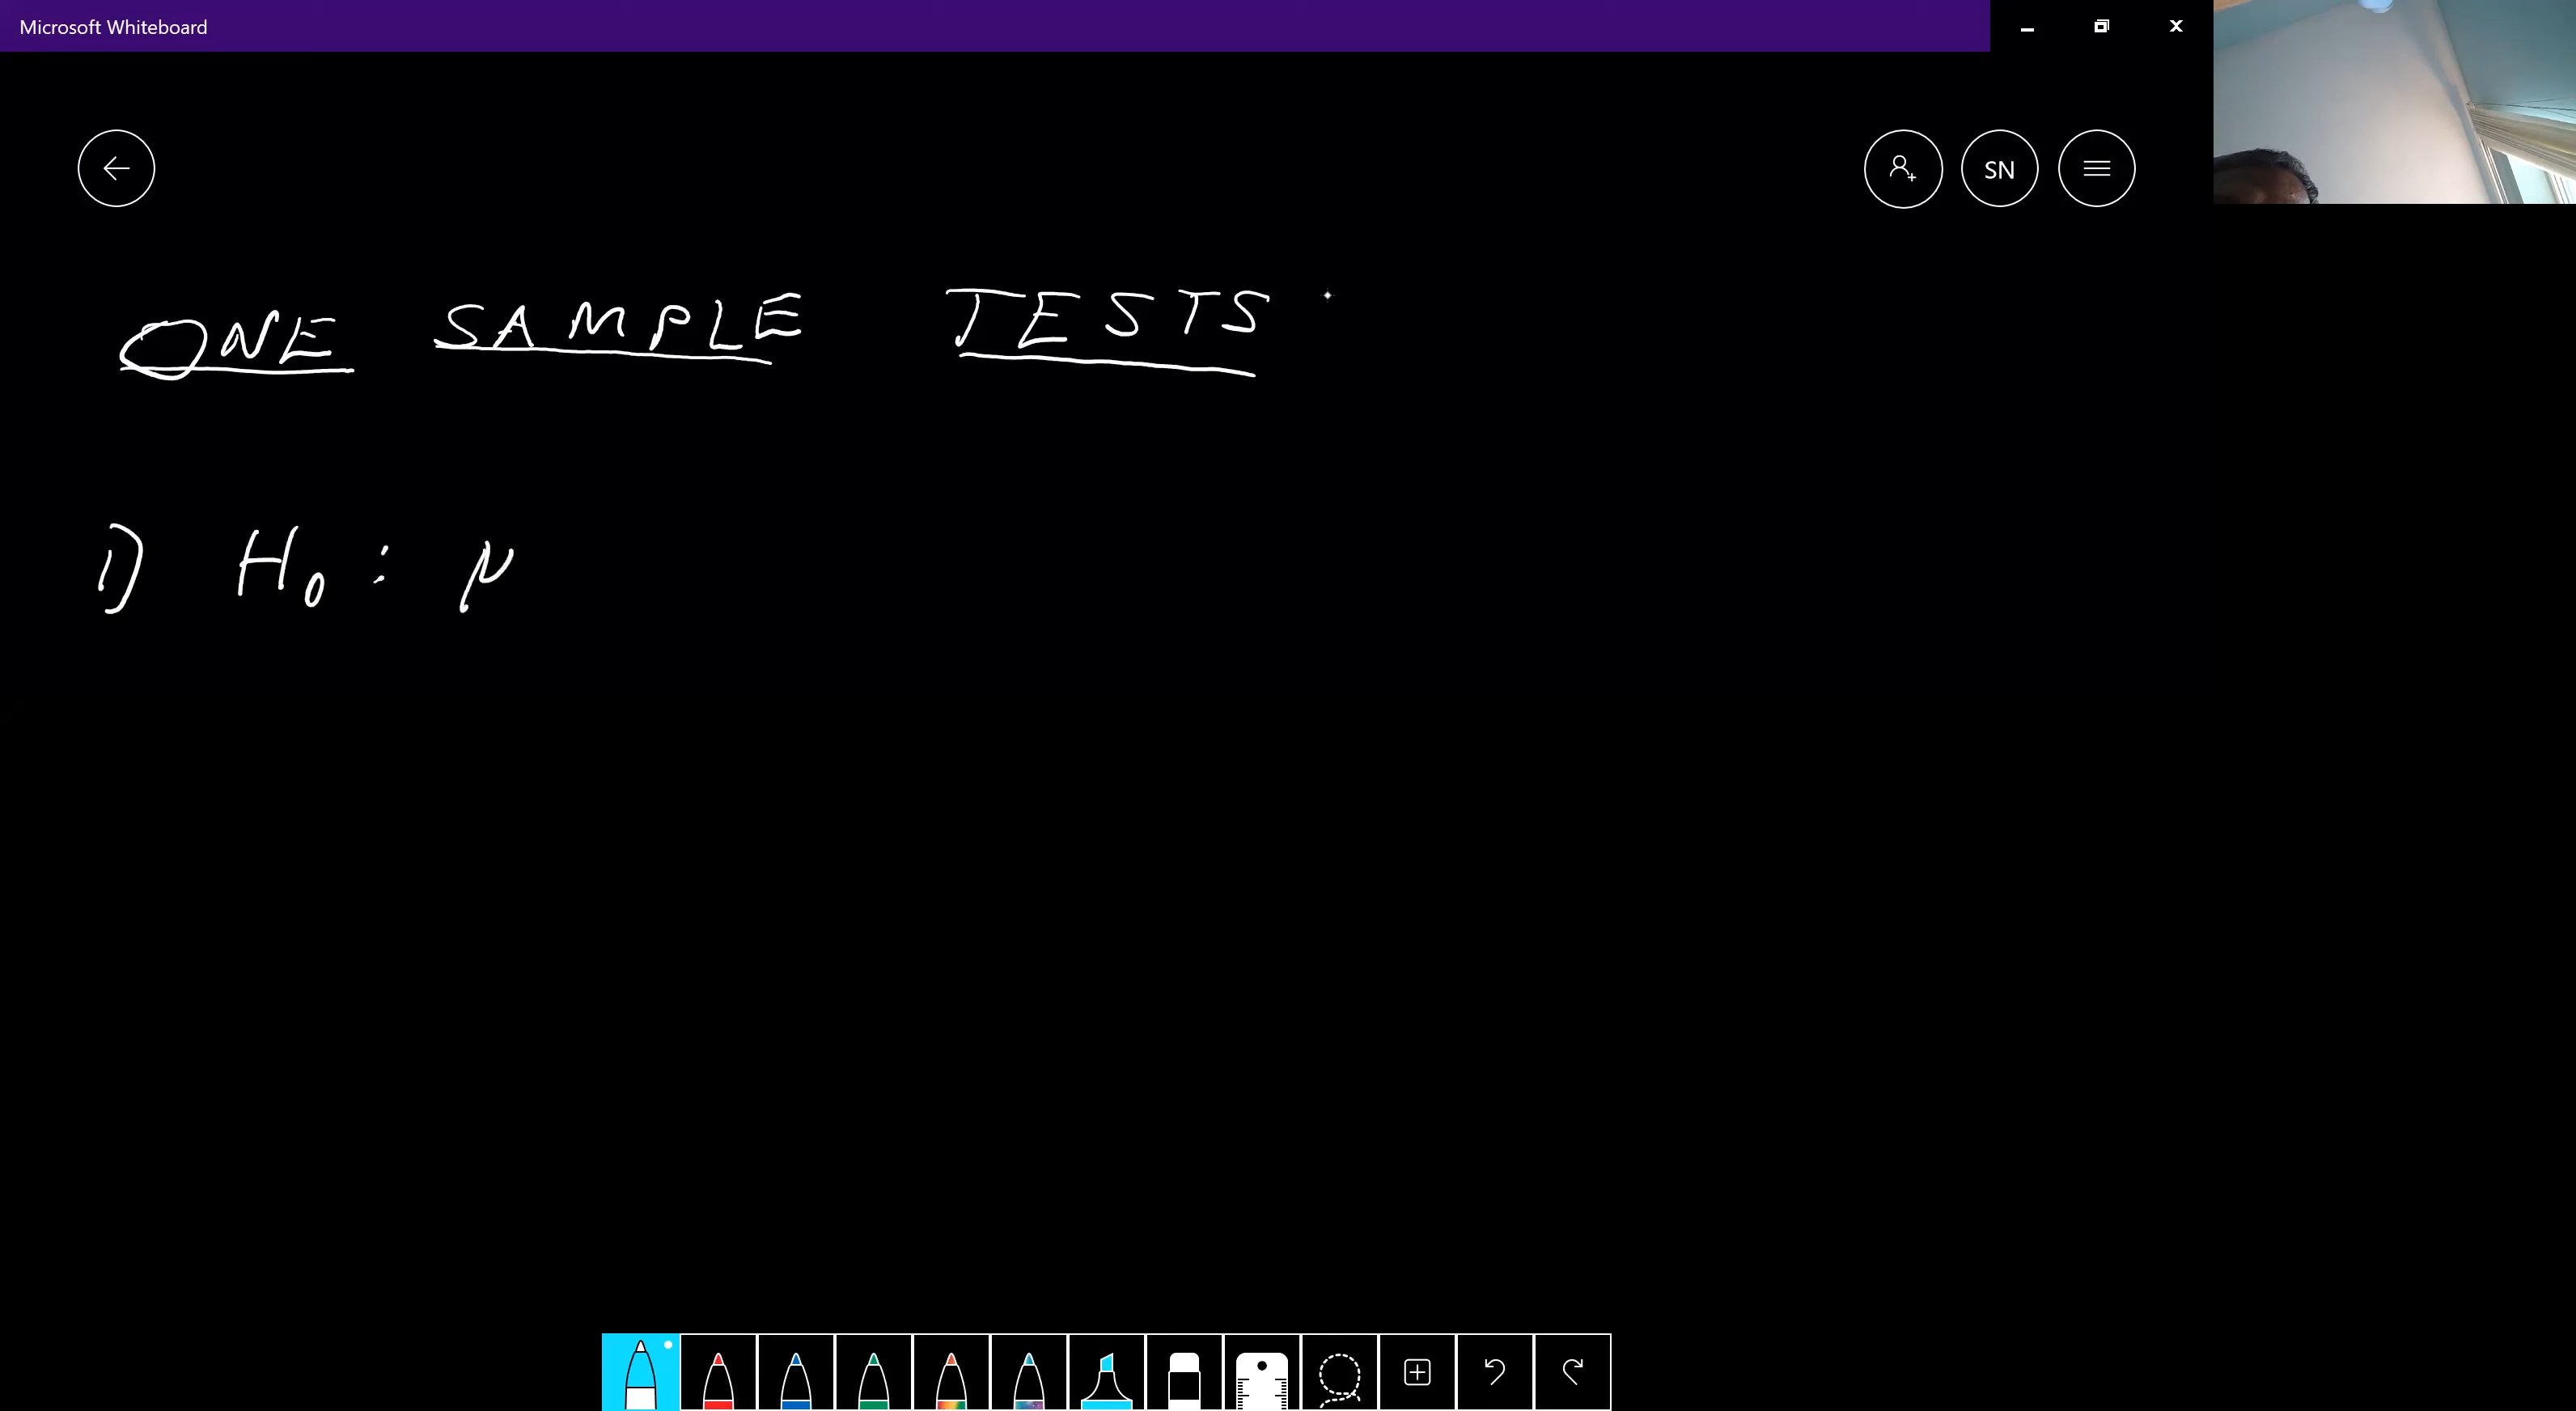 Microsoft Whiteboard
SN
ONE SAMPLE TESTS
1) H₀ : μ